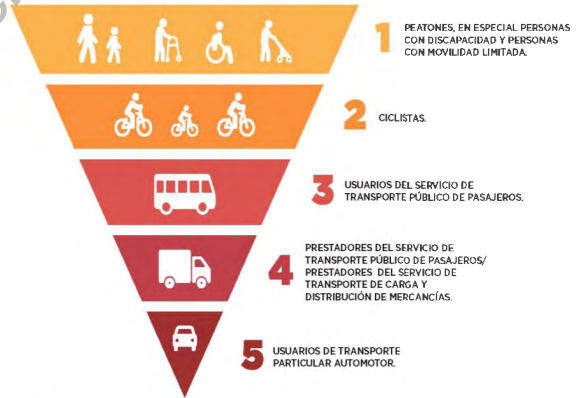 1
PEATONES, EN ESPECIAL PERSONAS
CON DISCAPACIDAD Y PERSONAS
CON MOVILIDAD LIMITADA.
2
CICLISTAS.
3
USUARIOS DEL SERVICIO DE
TRANSPORTE PÚBLICO DE PASAJEROS.
4
PRESTADORES DEL SERVICIO DE
TRANSPORTE PÚBLICO DE PASAJEROS/
PRESTADORES DEL SERVICIO DE
TRANSPORTE DE CARGA Y
DISTRIBUCIÓN DE MERCANCÍAS.
5
USUARIOS DE TRANSPORTE
PARTICULAR AUTOMOTOR.